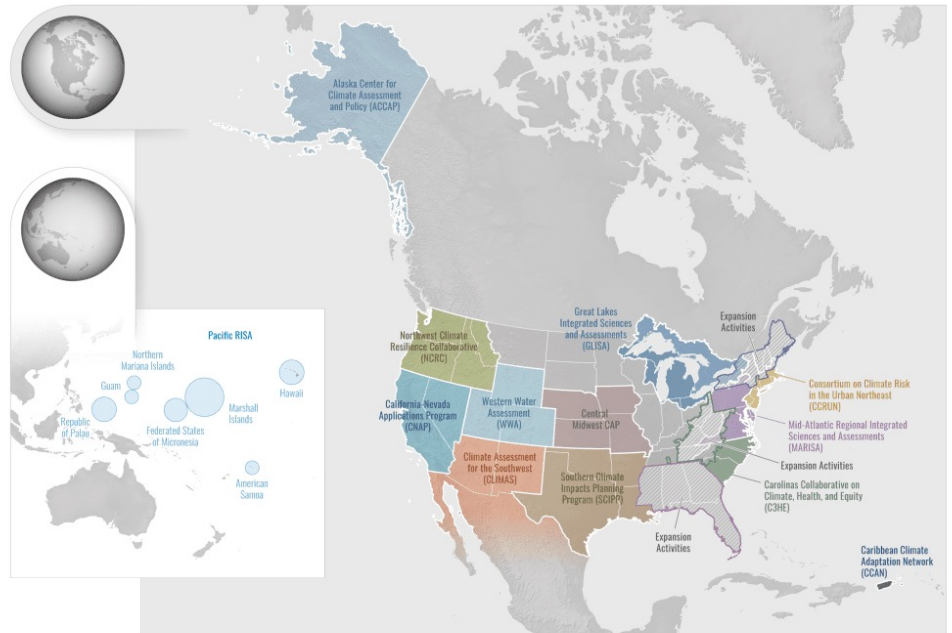 Alaska Center for
Climate Assessment
and Policy (ACCAP)
Great Lakes
Integrated Sciences
and Assessments
(GLISA)
Expansion
Activities
Northwest Climate
Resilience Collaborative
(NCRC)
Pacific RISA
Northern
Mariana Islands
Guam
Hawaii
Republic
of Palau
Federated States
of Micronesia
Marshall
Islands
American
Samoa
California-Nevada
Applications Program
(CNAP)
Western Water
Assessment
(WWA)
Central
Midwest CAP
Consortium on Climate Risk
in the Urban Northeast
(CCRUN)
Mid-Atlantic Regional Integrated
Sciences and Assessments
(MARISA)
Expansion Activities
Climate Assessment
for the Southwest
(CLIMAS)
Southern Climate
Impacts Planning
Program (SCIPP)
Carolinas Collaborative on
Climate, Health, and Equity
(C3HE)
Expansion
Activities
Caribbean Climate
Adaptation Network
(CCAN)